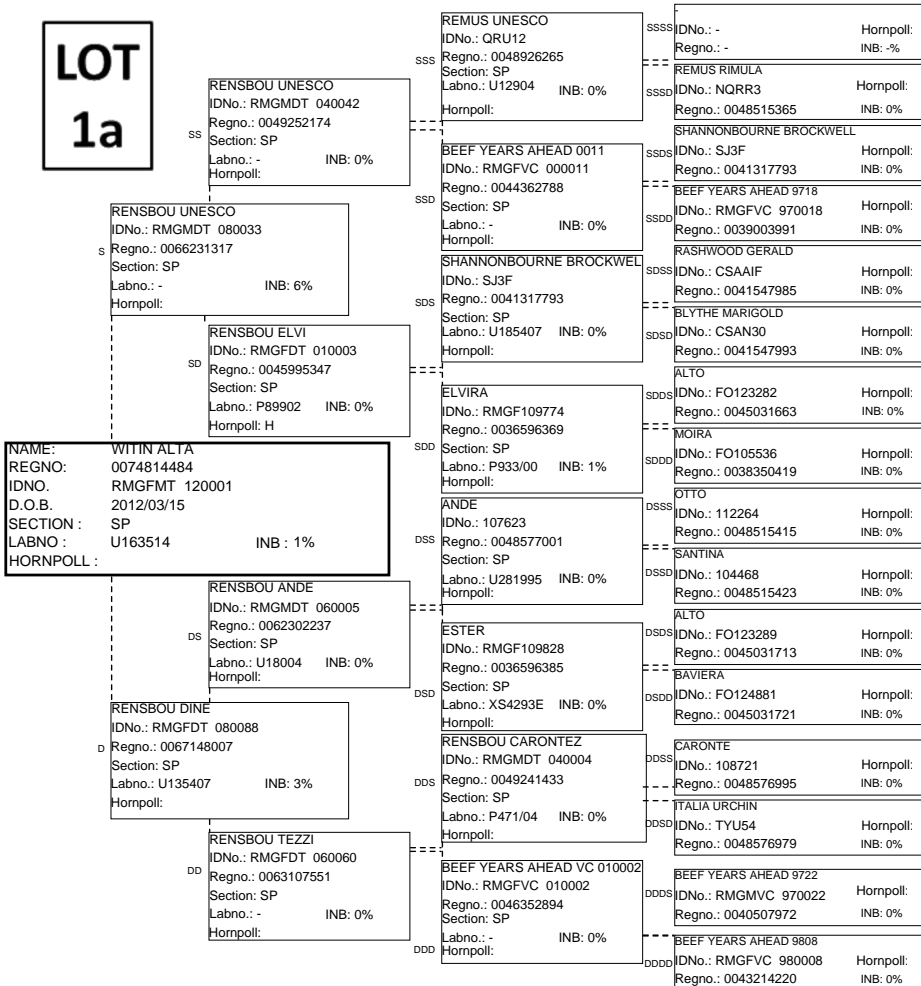 LOT
1a
NAME: WITIN ALTA
REGNO: 0074814484
IDNO. RMGFMT 120001
D.O.B. 2012/03/15
SECTION : SP
LABNO : U163514 INB : 1%
HORNPOLL :
S
RENSBOU UNESCO
IDNo.: RMGMDT 080033
Regno.: 0066231317
Section: SP
Labno.: - INB: 6%
Hornpoll:
D
RENSBOU DINE
IDNo.: RMGFDT 080088
Regno.: 0067148007
Section: SP
Labno.: U135407 INB: 3%
Hornpoll:
SS
RENSBOU UNESCO
IDNo.: RMGMDT 040042
Regno.: 0049252174
Section: SP
Labno.: - INB: 0%
Hornpoll:
SD
RENSBOU ELVI
IDNo.: RMGFDT 010003
Regno.: 0045995347
Section: SP
Labno.: P89902 INB: 0%
Hornpoll: H
DS
RENSBOU ANDE
IDNo.: RMGMDT 060005
Regno.: 0062302237
Section: SP
Labno.: U18004 INB: 0%
Hornpoll:
DD
RENSBOU TEZZI
IDNo.: RMGFDT 060060
Regno.: 0063107551
Section: SP
Labno.: - INB: 0%
Hornpoll:
SSS
REMUS UNESCO
IDNo.: QRU12
Regno.: 0048926265
Section: SP
Labno.: U12904 INB: 0%
Hornpoll:
SSD
BEEF YEARS AHEAD 0011
IDNo.: RMGFVC 000011
Regno.: 0044362788
Section: SP
Labno.: - INB: 0%
Hornpoll:
SDS
SHANNONBOURNE BROCKWEL
IDNo.: SJ3F
Regno.: 0041317793
Section: SP
Labno.: U185407 INB: 0%
Hornpoll:
SDD
ELVIRA
IDNo.: RMGF109774
Regno.: 0036596369
Section: SP
Labno.: P933/00 INB: 1%
Hornpoll:
DSS
ANDE
IDNo.: 107623
Regno.: 0048577001
Section: SP
Labno.: U281995 INB: 0%
Hornpoll:
DSD
ESTER
IDNo.: RMGF109828
Regno.: 0036596385
Section: SP
Labno.: XS4293E INB: 0%
Hornpoll:
DDS
RENSBOU CARONTEZ
IDNo.: RMGMDT 040004
Regno.: 0049241433
Section: SP
Labno.: P471/04 INB: 0%
Hornpoll:
DDD
BEEF YEARS AHEAD VC 010002
IDNo.: RMGFVC 010002
Regno.: 0046352894
Section: SP
Labno.: - INB: 0%
Hornpoll:
-
SSSS IDNo.: - Hornpoll:
Regno.: - INB: -%
REMUS RIMULA
SSSD IDNo.: NQRR3 Hornpoll:
Regno.: 0048515365 INB: 0%
SHANNONBOURNE BROCKWELL
SSDS IDNo.: SJ3F Hornpoll:
Regno.: 0041317793 INB: 0%
BEEF YEARS AHEAD 9718
SSDD IDNo.: RMGFVC 970018 Hornpoll:
Regno.: 0039003991 INB: 0%
RASHWOOD GERALD
SDSS IDNo.: CSAAIF Hornpoll:
Regno.: 0041547985 INB: 0%
BLYTHE MARIGOLD
SDSD IDNo.: CSAN30 Hornpoll:
Regno.: 0041547993 INB: 0%
ALTO
SDDS IDNo.: FO123282 Hornpoll:
Regno.: 0045031663 INB: 0%
MOIRA
SDDD IDNo.: FO105536 Hornpoll:
Regno.: 0038350419 INB: 0%
OTTO
DSSS IDNo.: 112264 Hornpoll:
Regno.: 0048515415 INB: 0%
SANTINA
DSSD IDNo.: 104468 Hornpoll:
Regno.: 0048515423 INB: 0%
ALTO
DSDS IDNo.: FO123289 Hornpoll:
Regno.: 0045031713 INB: 0%
BAVIERA
DSDD IDNo.: FO124881 Hornpoll:
Regno.: 0045031721 INB: 0%
CARONTE
DDSS IDNo.: 108721 Hornpoll:
Regno.: 0048576995 INB: 0%
ITALIA URCHIN
DDSD IDNo.: TYU54 Hornpoll:
Regno.: 0048576979 INB: 0%
BEEF YEARS AHEAD 9722
DDDS IDNo.: RMGMVC 970022 Hornpoll:
Regno.: 0040507972 INB: 0%
BEEF YEARS AHEAD 9808
DDDD IDNo.: RMGFVC 980008 Hornpoll:
Regno.: 0043214220 INB: 0%